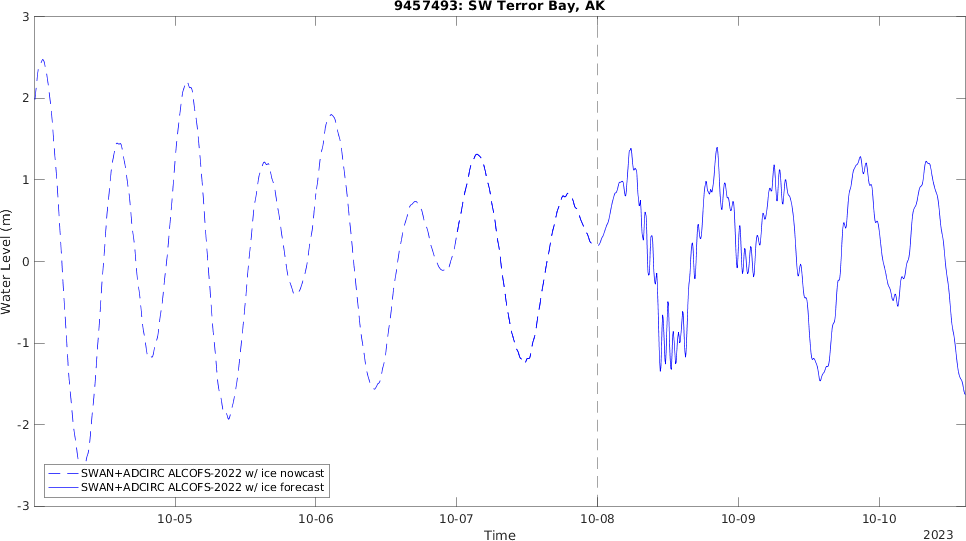 9457493: SW Terror Bay, AK
Water Level (m)
3
2
1
0
-1
-2
-3
SWAN+ADCIRC ALCOFS-2022 w/ ice nowcast
SWAN+ADCIRC ALCOFS-2022 w/ ice forecast
10-05 10-06 10-07 10-08 10-09 10-10
Time
2023